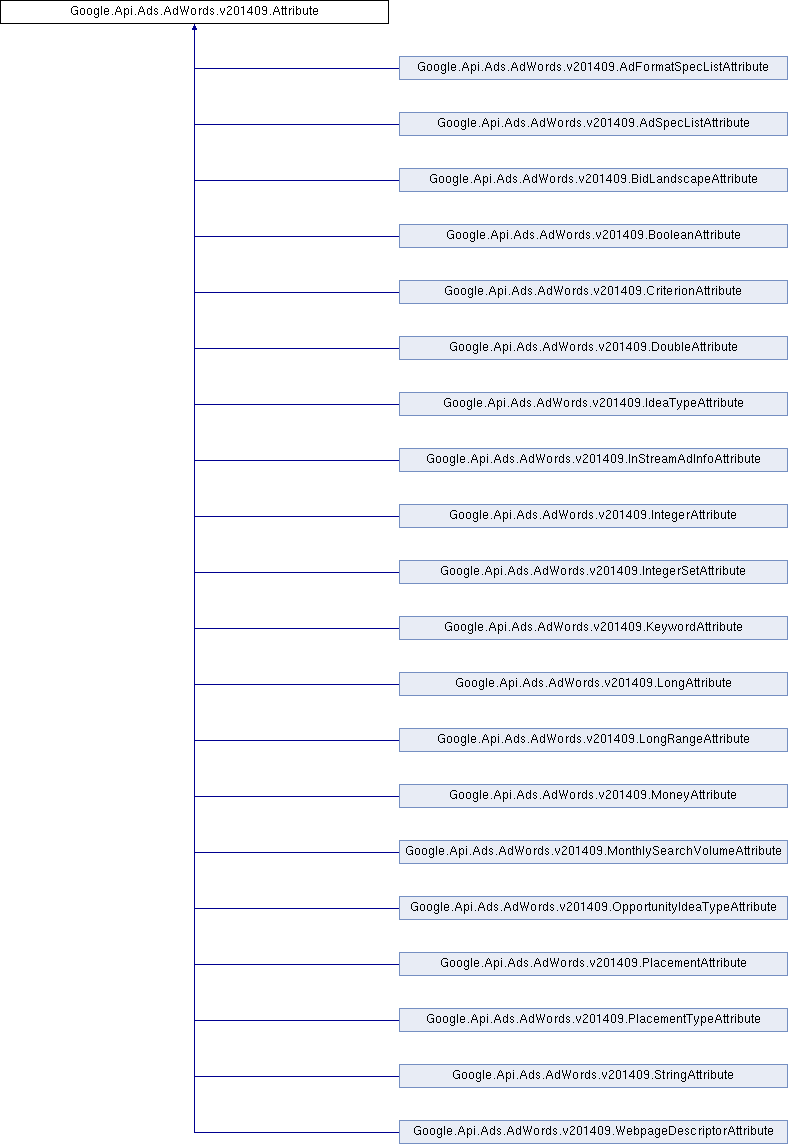 Google.Api.Ads.AdWords.v201409.Attribute
Google.Api.Ads.AdWords.v201409.AdFormatSpecListAttribute
Google.Api.Ads.AdWords.v201409.AdSpecListAttribute
Google.Api.Ads.AdWords.v201409.BidLandscapeAttribute
Google.Api.Ads.AdWords.v201409.BooleanAttribute
Google.Api.Ads.AdWords.v201409.CriterionAttribute
Google.Api.Ads.AdWords.v201409.DoubleAttribute
Google.Api.Ads.AdWords.v201409.IdeaTypeAttribute
Google.Api.Ads.AdWords.v201409.InStreamAdInfoAttribute
Google.Api.Ads.AdWords.v201409.IntegerAttribute
Google.Api.Ads.AdWords.v201409.IntegerSetAttribute
Google.Api.Ads.AdWords.v201409.KeywordAttribute
Google.Api.Ads.AdWords.v201409.LongAttribute
Google.Api.Ads.AdWords.v201409.LongRangeAttribute
Google.Api.Ads.AdWords.v201409.MoneyAttribute
Google.Api.Ads.AdWords.v201409.MonthlySearchVolumeAttribute
Google.Api.Ads.AdWords.v201409.OpportunityIdeaTypeAttribute
Google.Api.Ads.AdWords.v201409.PlacementAttribute
Google.Api.Ads.AdWords.v201409.PlacementTypeAttribute
Google.Api.Ads.AdWords.v201409.StringAttribute
Google.Api.Ads.AdWords.v201409.WebpageDescriptorAttribute